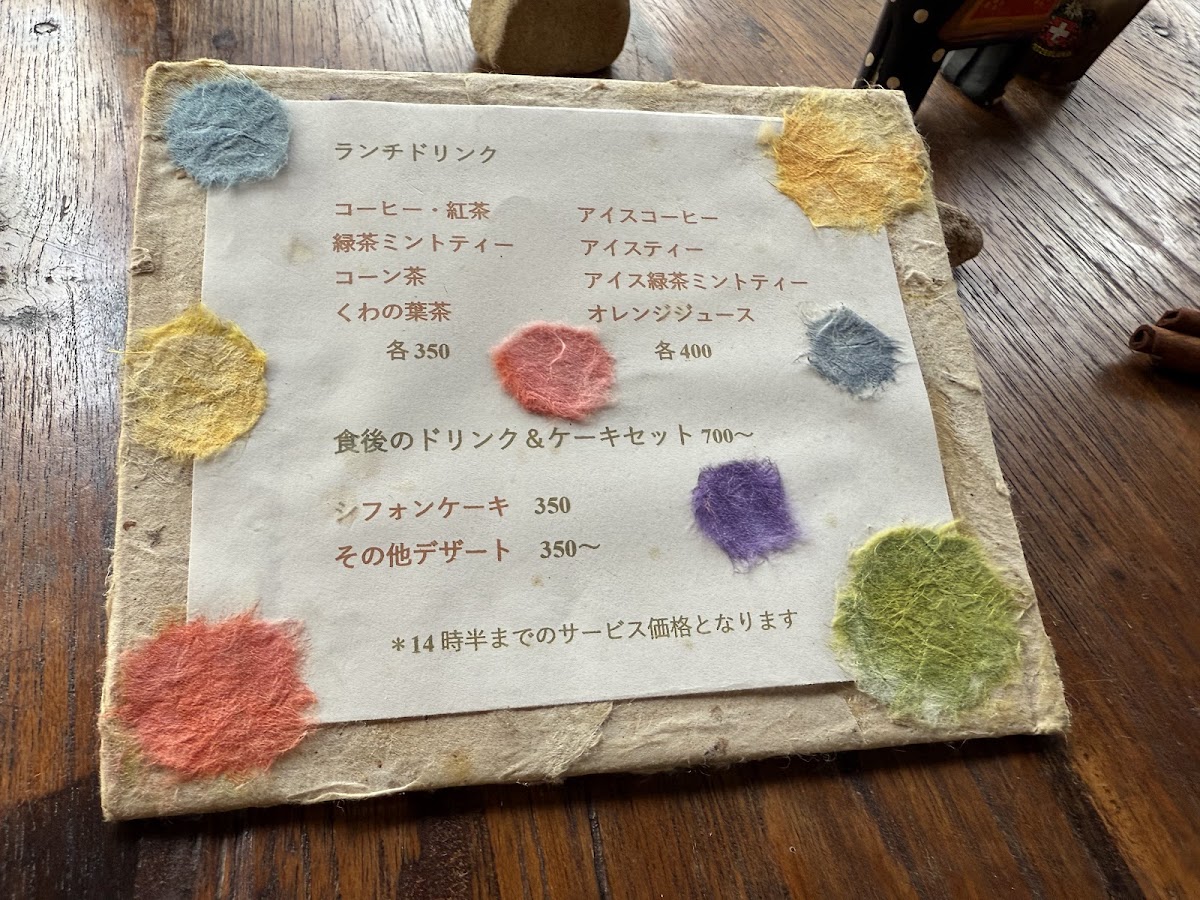 ランチドリンク
コーヒー・紅茶
緑茶ミントティー
コーン茶
くわの葉茶
各350
アイスコーヒー
アイスティー
アイス緑茶ミントティー
オレンジジュース
各400
食後のドリンク＆ケーキセット 700～
シフォンケーキ 350
その他デザート 350～
＊14時半までのサービス価格となります